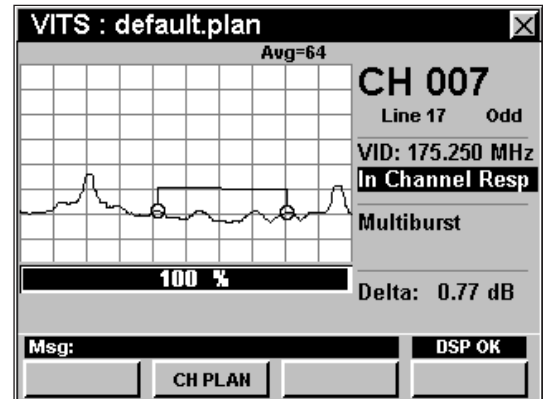 VITS : default.plan
Avg=64
CH 007
Line 17 Odd
VID: 175.250 MHz
In Channel Resp
Multiburst
100 %
Delta: 0.77 dB
Msg:
DSP OK
CH PLAN